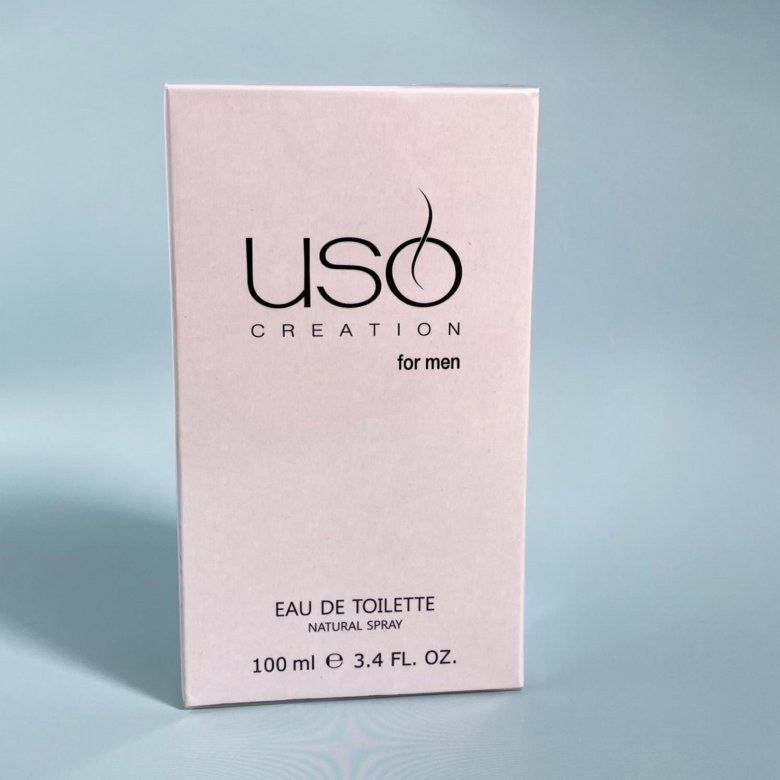 uso
CREATION
for men
EAU DE TOILETTE
NATURAL SPRAY
100 ml ℮ 3.4 FL. OZ.